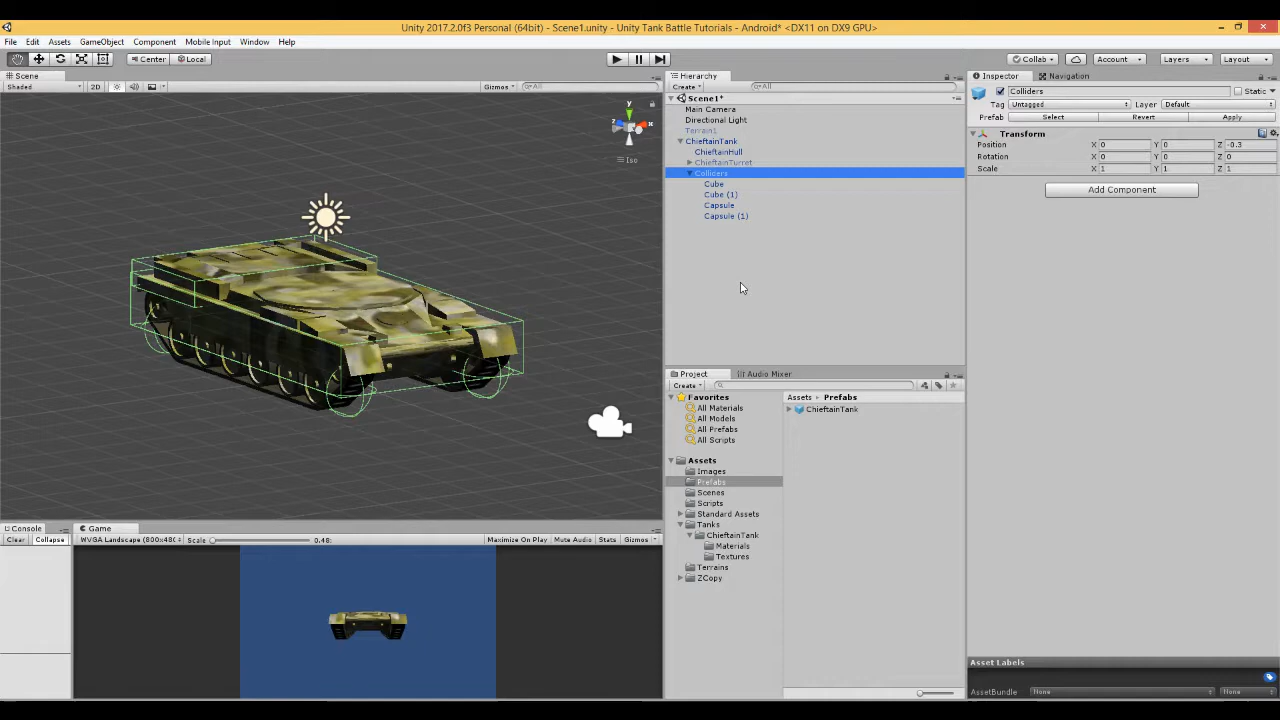 Unity 2017.2.0f3 Personal (64bit) - Scene1.unity - Unity Tank Battle Tutorials - Android* <DX11 on DX9 GPU>
File Edit Assets GameObject Component Mobile Input Window Help
Center Local Collab Account Layers Layout
Scene
Shaded 2D Gizmos All
y
z x
Iso
Hierarchy
Create All
Scene1*
Main Camera
Directional Light
Terrain1
ChieftainTank
ChieftainHull
ChieftainTurret
Colliders
Cube
Cube (1)
Capsule
Capsule (1)
Inspector Navigation
Colliders Static
Tag Untagged Layer Default
Prefab Select Revert Apply
Transform
Position X 0 Y 0 Z -0.3
Rotation X 0 Y 0 Z 0
Scale X 1 Y 1 Z 1
Add Component
Project Audio Mixer
Create
Favorites
All Materials
All Models
All Prefabs
All Scripts
Assets
Images
Prefabs
Scenes
Scripts
Standard Assets
Tanks
ChieftainTank
Materials
Textures
Terrains
ZCopy
Assets Prefabs
ChieftainTank
Console Game
Clear Collapse WVGA Landscape (800x480 Scale 0.48: Maximize On Play Mute Audio Stats Gizmos
Asset Labels
AssetBundle None None